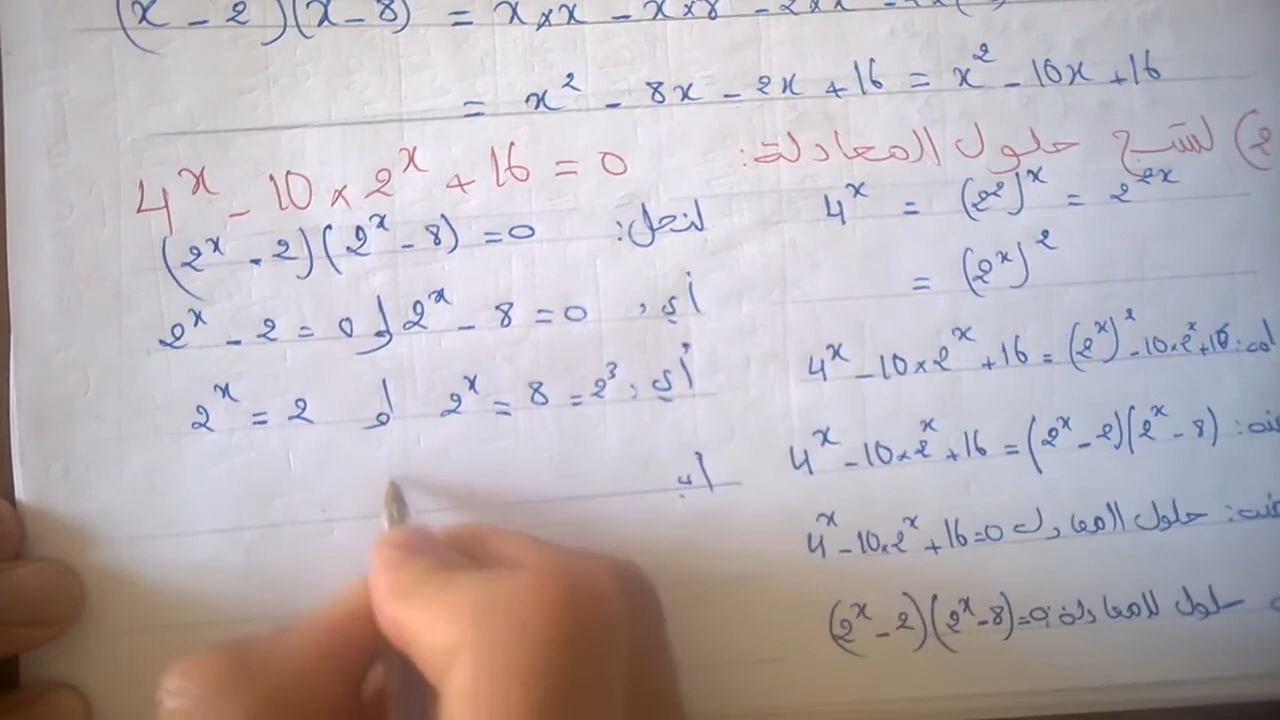 (x - 2)(x - 8) = x×x - x×8 - 2×x
= x² - 8x - 2x + 16 = x² - 10x + 16
2) لنستنتج حلول المعادلة: 4^x - 10×2^x + 16 = 0
4^x = (2²)^x = 2^2x
= (2^x)²
4^x - 10×2^x + 16 = (2^x)² - 10×2^x + 16
4^x - 10×2^x + 16 = (2^x - 2)(2^x - 8)
حلول المعادلة 4^x - 10×2^x + 16 = 0
حلول المعادلة (2^x - 2)(2^x - 8) = 0
لنحل: (2^x - 2)(2^x - 8) = 0
أي، 2^x - 2 = 0 أو 2^x - 8 = 0
أي، 2^x = 2 أو 2^x = 8 = 2³
أي